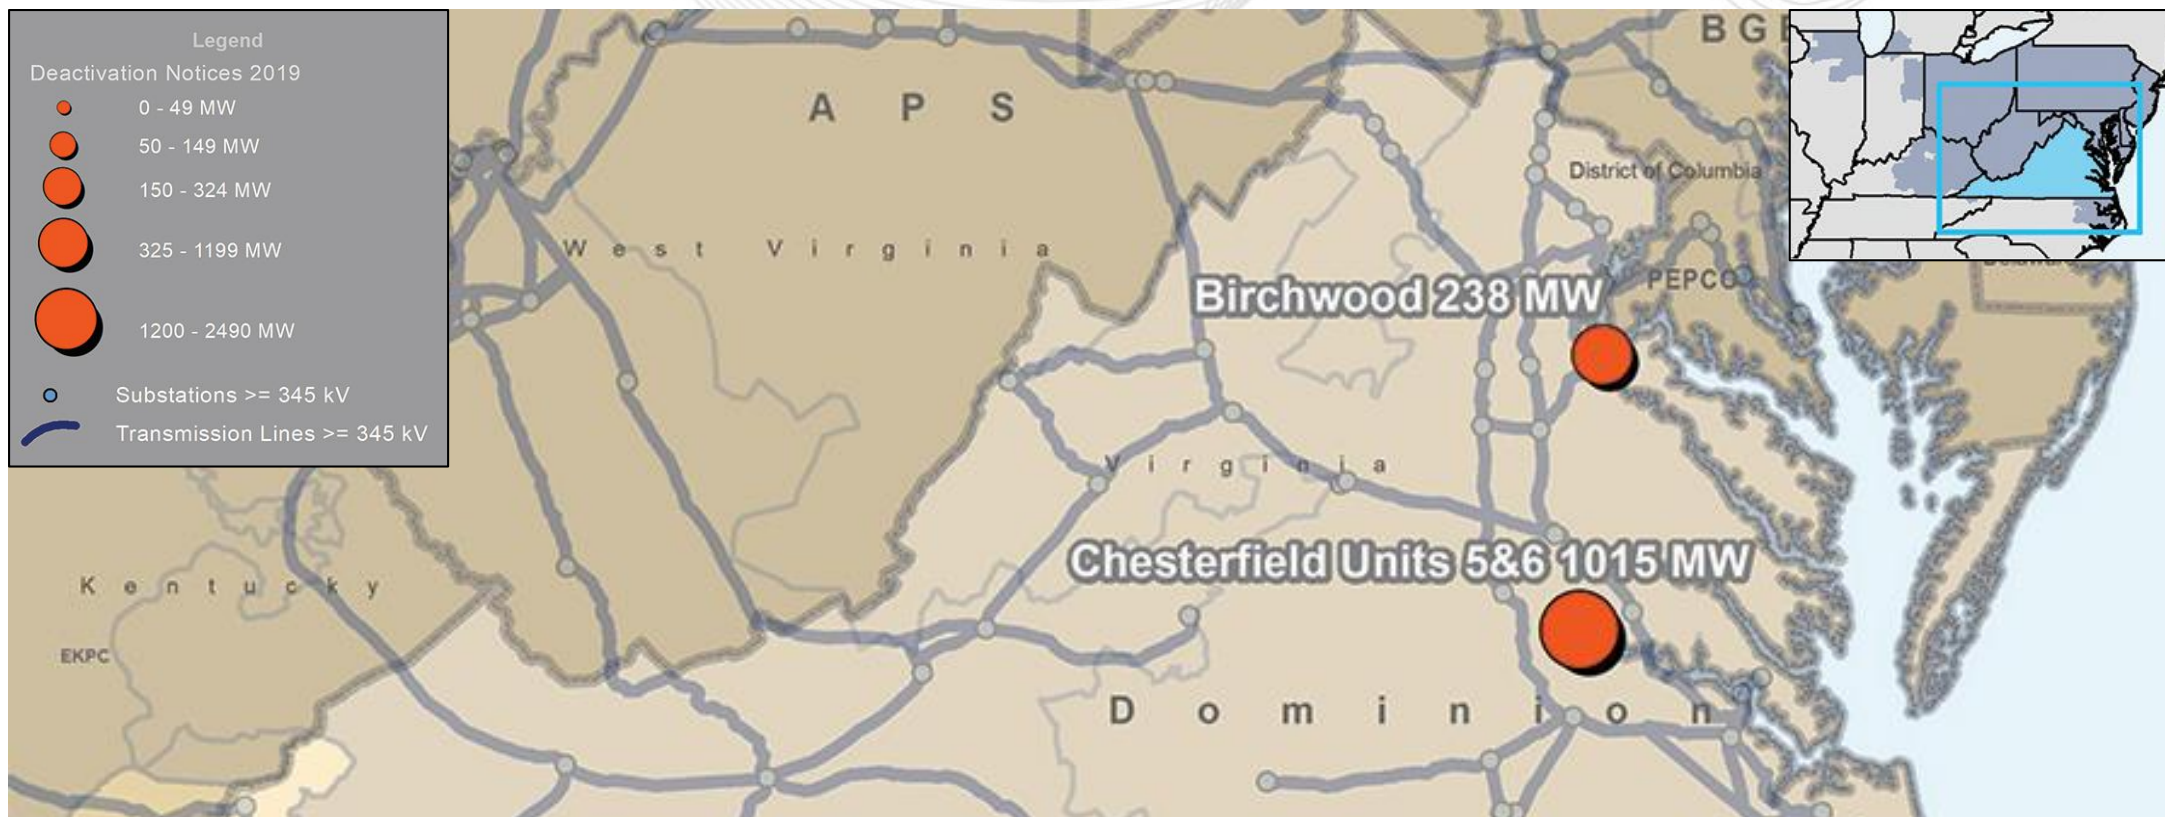 Legend
Deactivation Notices 2019
0 - 49 MW
50 - 149 MW
150 - 324 MW
325 - 1199 MW
1200 - 2490 MW
Substations >= 345 kV
Transmission Lines >= 345 kV
BGE
APS
District of Columbia
West Virginia
PEPCO
Birchwood 238 MW
Virginia
Chesterfield Units 5&6 1015 MW
Kentucky
EKPC
Dominion